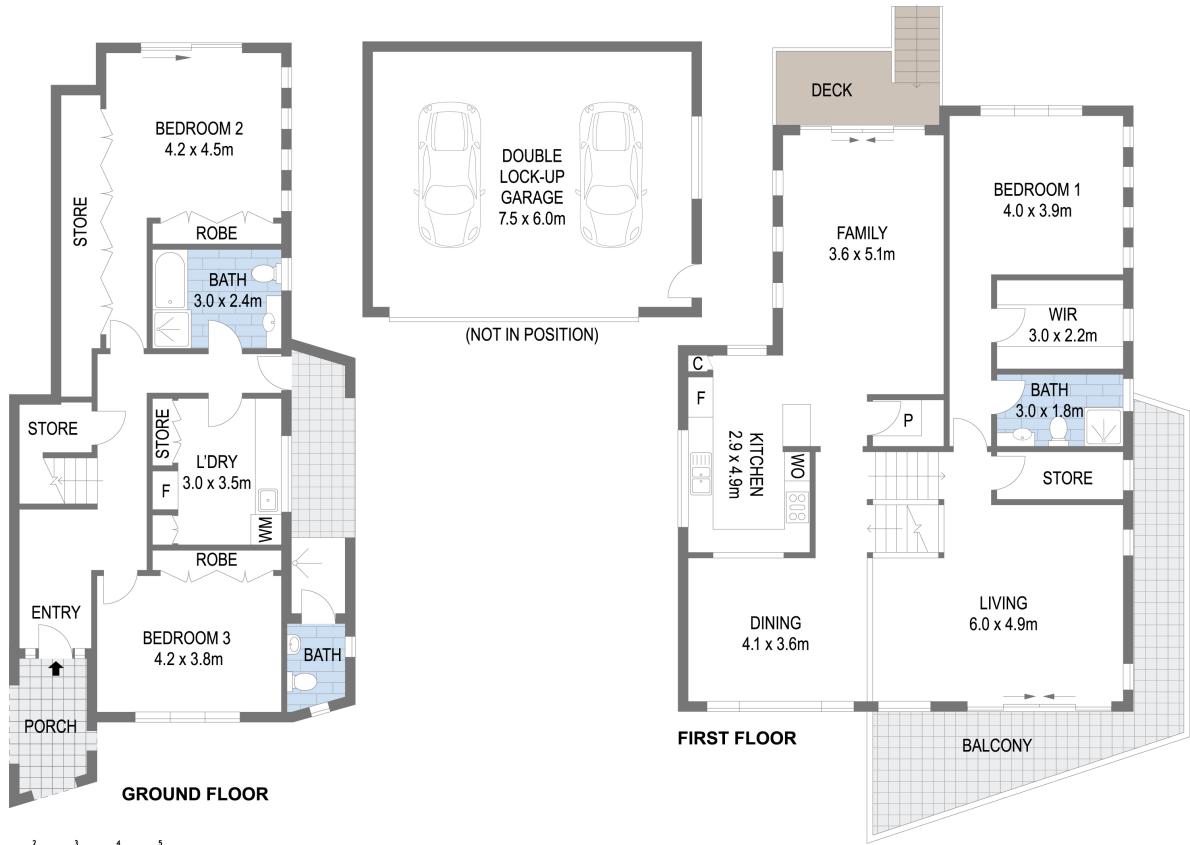 BEDROOM 2
4.2 x 4.5m
STORE
ROBE
BATH
3.0 x 2.4m
STORE
STORE
L'DRY
3.0 x 3.5m
F
WM
ROBE
ENTRY
BEDROOM 3
4.2 x 3.8m
BATH
PORCH
GROUND FLOOR
2 3 4 5
DOUBLE
LOCK-UP
GARAGE
7.5 x 6.0m
(NOT IN POSITION)
DECK
BEDROOM 1
4.0 x 3.9m
FAMILY
3.6 x 5.1m
WIR
3.0 x 2.2m
C
F
BATH
3.0 x 1.8m
P
KITCHEN
2.9 x 4.9m
WO
STORE
LIVING
6.0 x 4.9m
DINING
4.1 x 3.6m
FIRST FLOOR
BALCONY